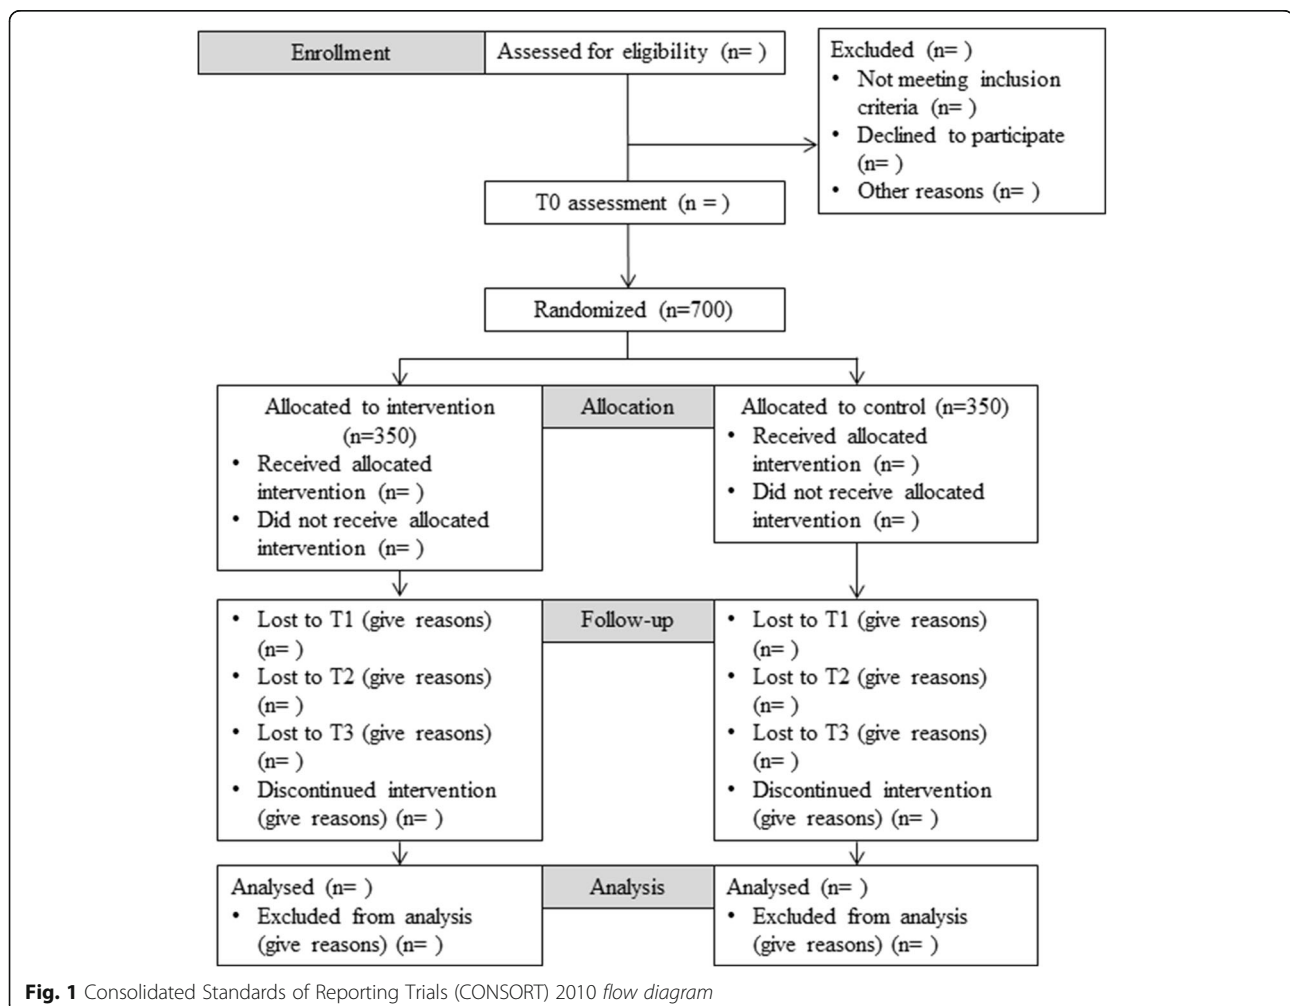 Enrollment
Assessed for eligibility (n= )
Excluded (n= )
• Not meeting inclusion
criteria (n= )
• Declined to participate
(n= )
• Other reasons (n= )
T0 assessment (n = )
Randomized (n=700)
Allocated to intervention
(n=350)
• Received allocated
intervention (n= )
• Did not receive allocated
intervention (n= )
Allocation
Allocated to control (n=350)
• Received allocated
intervention (n= )
• Did not receive allocated
intervention (n= )
• Lost to T1 (give reasons)
(n= )
• Lost to T2 (give reasons)
(n= )
• Lost to T3 (give reasons)
(n= )
• Discontinued intervention
(give reasons) (n= )
Follow-up
• Lost to T1 (give reasons)
(n= )
• Lost to T2 (give reasons)
(n= )
• Lost to T3 (give reasons)
(n= )
• Discontinued intervention
(give reasons) (n= )
Analysed (n= )
• Excluded from analysis
(give reasons) (n= )
Analysis
Analysed (n= )
• Excluded from analysis
(give reasons) (n= )
Fig. 1 Consolidated Standards of Reporting Trials (CONSORT) 2010 flow diagram